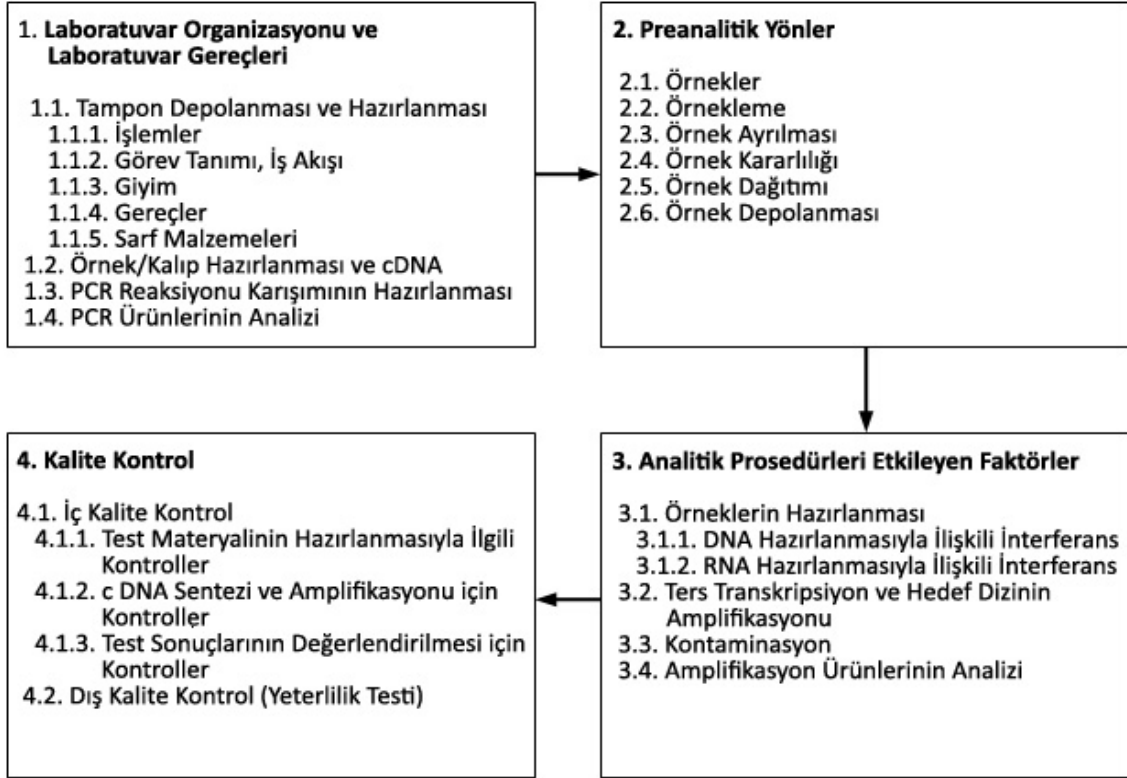 1. Laboratuvar Organizasyonu ve
Laboratuvar Gereçleri
1.1. Tampon Depolanması ve Hazırlanması
1.1.1. İşlemler
1.1.2. Görev Tanımı, İş Akışı
1.1.3. Giyim
1.1.4. Gereçler
1.1.5. Sarf Malzemeleri
1.2. Örnek/Kalıp Hazırlanması ve cDNA
1.3. PCR Reaksiyonu Karışımının Hazırlanması
1.4. PCR Ürünlerinin Analizi
2. Preanalitik Yönler
2.1. Örnekler
2.2. Örnekleme
2.3. Örnek Ayrılması
2.4. Örnek Kararlılığı
2.5. Örnek Dağıtımı
2.6. Örnek Depolanması
3. Analitik Prosedürleri Etkileyen Faktörler
3.1. Örneklerin Hazırlanması
3.1.1. DNA Hazırlanmasıyla İlişkili İnterferans
3.1.2. RNA Hazırlanmasıyla İlişkili İnterferans
3.2. Ters Transkripsiyon ve Hedef Dizinin
Amplifikasyonu
3.3. Kontaminasyon
3.4. Amplifikasyon Ürünlerinin Analizi
4. Kalite Kontrol
4.1. İç Kalite Kontrol
4.1.1. Test Materyalinin Hazırlanmasıyla İlgili
Kontroller
4.1.2. c DNA Sentezi ve Amplifikasyonu için
Kontroller
4.1.3. Test Sonuçlarının Değerlendirilmesi için
Kontroller
4.2. Dış Kalite Kontrol (Yeterlilik Testi)